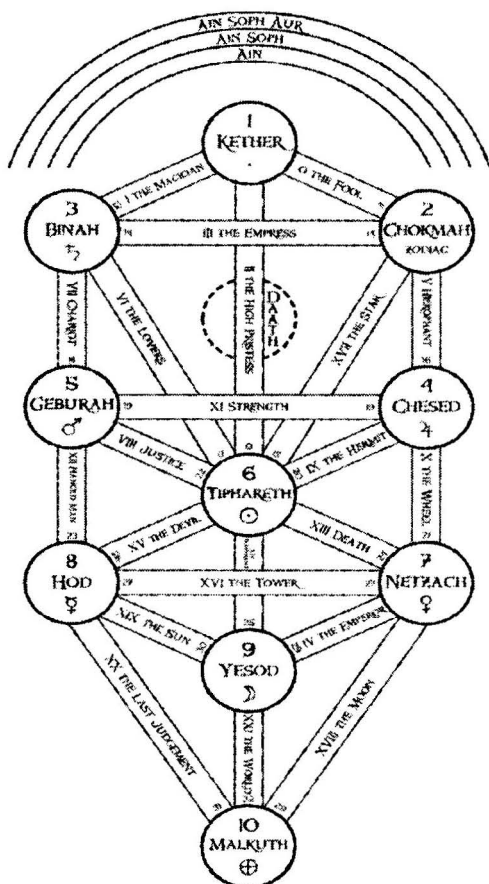 AIN SOPH AUR
AIN SOPH
AIN
1
KETHER
I THE MAGICIAN
0 THE FOOL
3
BINAH
♄
III THE EMPRESS
2
CHOKMAH
ZODIAC
II THE HIGH PRIESTESS
DAATH
VII CHARIOT
VI THE LOVERS
XVII THE STAR
V HIEROPHANT
5
GEBURAH
♂
XI STRENGTH
4
CHESED
♃
VIII JUSTICE
IX THE HERMIT
6
TIPHARETH
☉
XII HANGED MAN
X THE WHEEL
XV THE DEVIL
XIII DEATH
8
HOD
☿
XVI THE TOWER
7
NETZACH
♀
XIX THE SUN
IV THE EMPEROR
9
YESOD
☽
XX THE LAST JUDGEMENT
XXI THE WORLD
XVIII THE MOON
10
MALKUTH
⊕